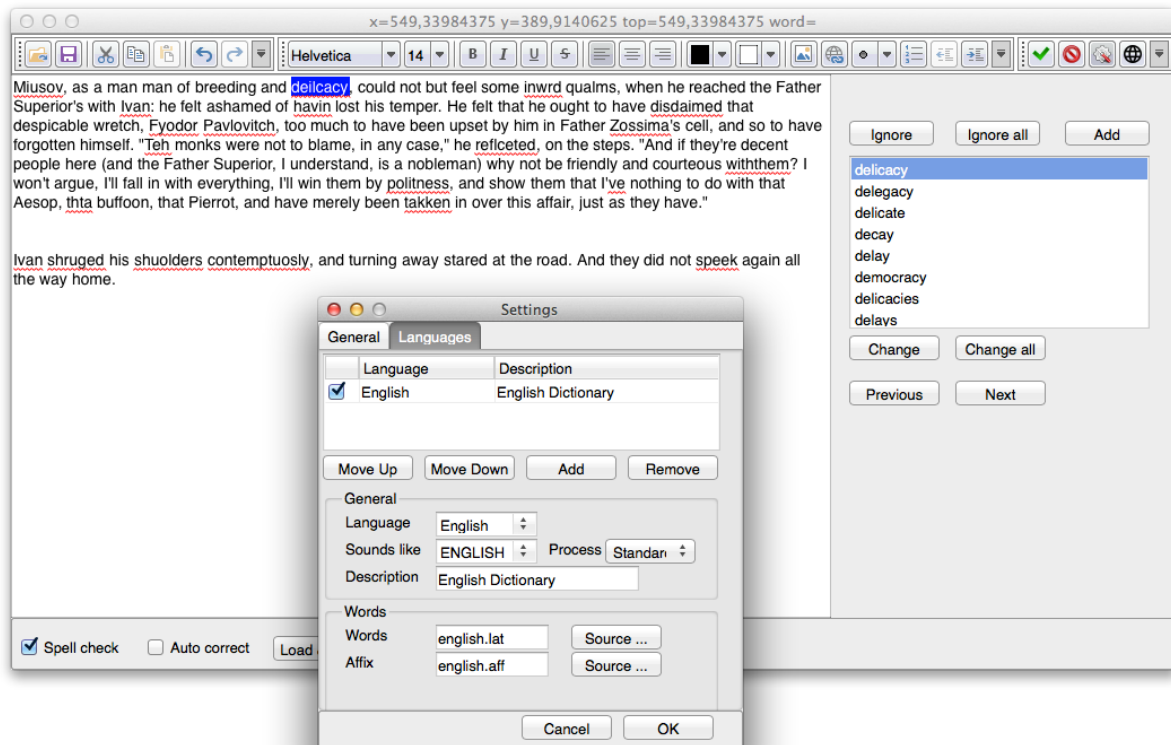 x=549,33984375 y=389,9140625 top=549,33984375 word=
Helvetica 14 B I U S
Miusov, as a man man of breeding and deilcacy, could not but feel some inwrd qualms, when he reached the Father
Superior's with Ivan: he felt ashamed of havin lost his temper. He felt that he ought to have disdaimed that
despicable wretch, Fyodor Pavlovitch, too much to have been upset by him in Father Zossima's cell, and so to have
forgotten himself. "Teh monks were not to blame, in any case," he reflceted, on the steps. "And if they're decent
people here (and the Father Superior, I understand, is a nobleman) why not be friendly and courteous withthem? I
won't argue, I'll fall in with everything, I'll win them by politness, and show them that I've nothing to do with that
Aesop, thta buffoon, that Pierrot, and have merely been takken in over this affair, just as they have."
Ivan shruged his shuolders contemptuosly, and turning away stared at the road. And they did not speek again all
the way home.
Ignore Ignore all Add
delicacy
delegacy
delicate
decay
delay
democracy
delicacies
delays
Change Change all
Previous Next
Settings
General Languages
Language Description
English English Dictionary
Move Up Move Down Add Remove
General
Language English
Sounds like ENGLISH Process Standar
Description English Dictionary
Words
Words english.lat Source ...
Affix english.aff Source ...
Cancel OK
Spell check Auto correct Load